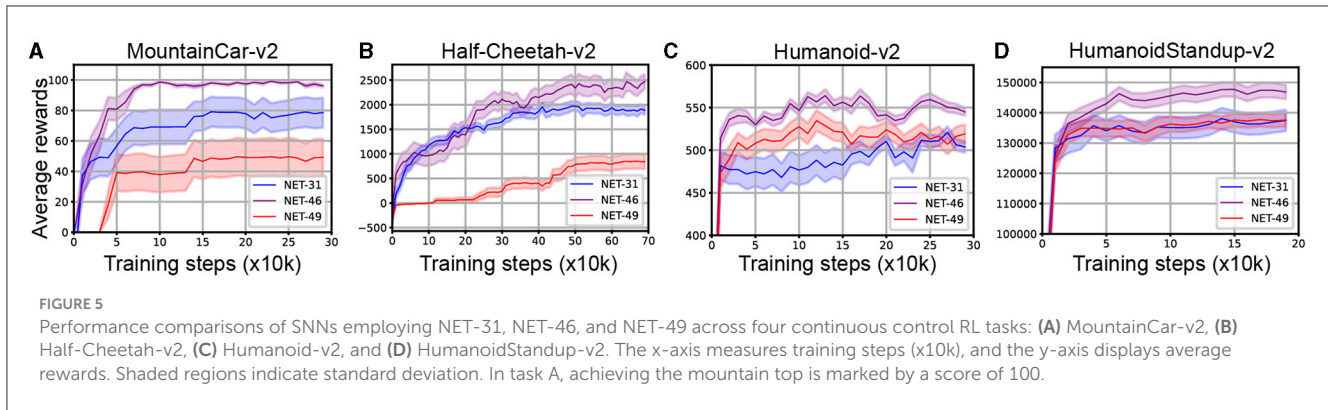 A MountainCar-v2
B Half-Cheetah-v2
C Humanoid-v2
D HumanoidStandup-v2
Average rewards
100
80
60
40
20
0
0 5 10 15 20 25 30
NET-31
NET-46
NET-49
Training steps (x10k)
2500
2000
1500
1000
500
0
−500
0 10 20 30 40 50 60 70
NET-31
NET-46
NET-49
Training steps (x10k)
600
550
500
450
400
0 5 10 15 20 25 30
NET-31
NET-46
NET-49
Training steps (x10k)
150000
140000
130000
120000
110000
100000
0 5 10 15 20
NET-31
NET-46
NET-49
Training steps (x10k)
FIGURE 5
Performance comparisons of SNNs employing NET-31, NET-46, and NET-49 across four continuous control RL tasks: (A) MountainCar-v2, (B)
Half-Cheetah-v2, (C) Humanoid-v2, and (D) HumanoidStandup-v2. The x-axis measures training steps (x10k), and the y-axis displays average
rewards. Shaded regions indicate standard deviation. In task A, achieving the mountain top is marked by a score of 100.